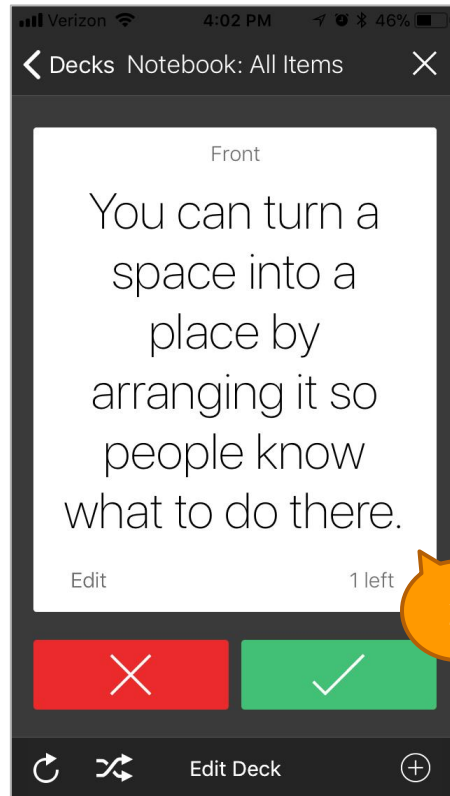 Verizon 4:02 PM 46%
Decks Notebook: All Items
Front
You can turn a
space into a
place by
arranging it so
people know
what to do there.
Edit 1 left
Edit Deck